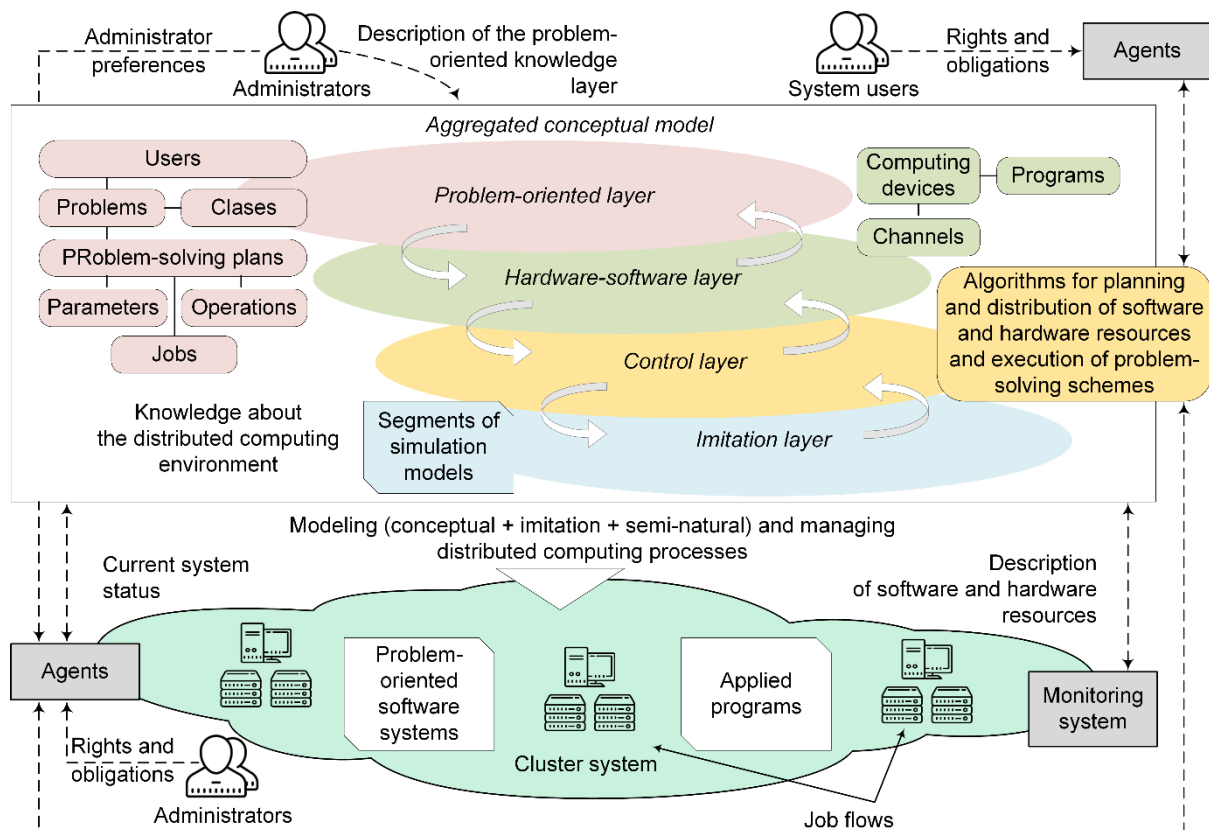 Administrator
preferences
Administrators
Description of the problem-
oriented knowledge
layer
System users
Rights and
obligations
Agents
Aggregated conceptual model
Users
Problems
Clases
PRoblem-solving plans
Parameters
Operations
Jobs
Problem-oriented layer
Computing
devices
Programs
Channels
Hardware-software layer
Algorithms for planning
and distribution of software
and hardware resources
and execution of problem-
solving schemes
Control layer
Knowledge about
the distributed computing
environment
Segments of
simulation
models
Imitation layer
Modeling (conceptual + imitation + semi-natural) and managing
distributed computing processes
Current system
status
Description
of software and hardware
resources
Agents
Problem-
oriented
software
systems
Applied
programs
Monitoring
system
Cluster system
Rights and
obligations
Administrators
Job flows